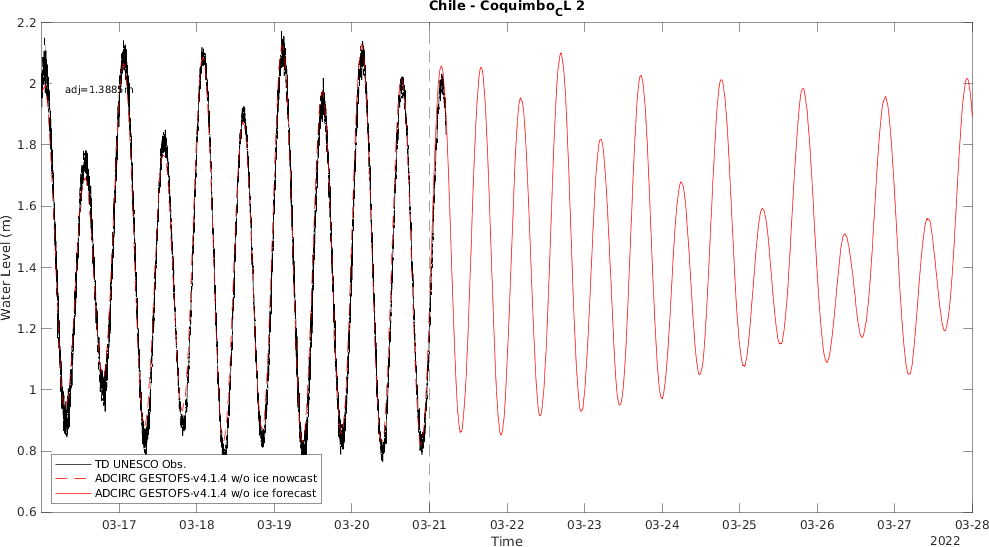 Chile - Coquimbo_CL 2
2.2
2
1.8
1.6
1.4
1.2
1
0.8
0.6
Water Level (m)
adj=1.3885m
TD UNESCO Obs.
ADCIRC GESTOFS-v4.1.4 w/o ice nowcast
ADCIRC GESTOFS-v4.1.4 w/o ice forecast
03-17 03-18 03-19 03-20 03-21 03-22 03-23 03-24 03-25 03-26 03-27 03-28
Time
2022